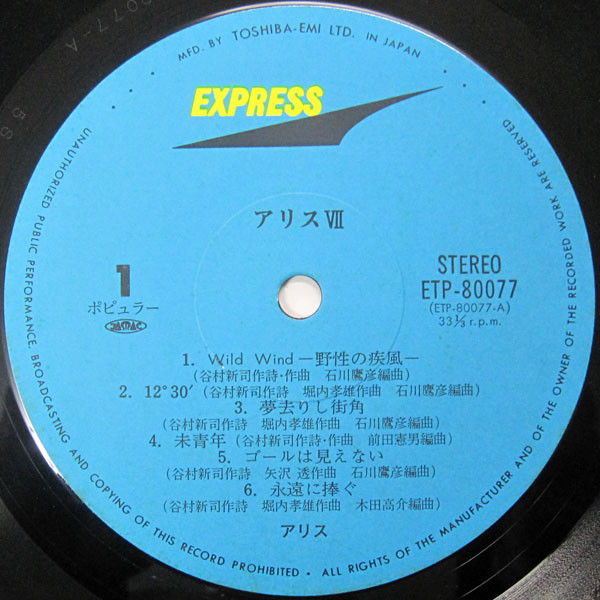 MFD. BY TOSHIBA-EMI LTD. IN JAPAN
EXPRESS
アリスⅦ
1
ポピュラー
STEREO
ETP-80077
(ETP-80077-A)
33⅓ r.p.m.
1. Wild Wind —野性の疾風—
(谷村新司作詩・作曲 石川鷹彦編曲)
2. 12°30′ (谷村新司作詩 堀内孝雄作曲 石川鷹彦編曲)
3. 夢去りし街角
(谷村新司作詩 堀内孝雄作曲 石川鷹彦編曲)
4. 未青年 (谷村新司作詩・作曲 前田憲男編曲)
5. ゴールは見えない
(谷村新司作詩 矢沢 透作曲 石川鷹彦編曲)
6. 永遠に捧ぐ
(谷村新司作詩 堀内孝雄作曲 木田高介編曲)
アリス
UNAUTHORIZED PUBLIC PERFORMANCE, BROADCASTING AND COPYING OF THIS RECORD PROHIBITED • ALL RIGHTS OF THE MANUFACTURER AND OF THE OWNER OF THE RECORDED WORK ARE RESERVED